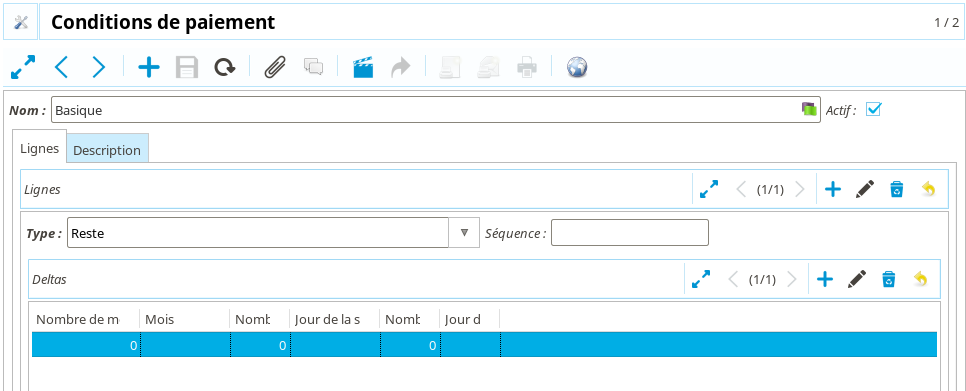 Conditions de paiement 1 / 2
Nom : Basique Actif :
Lignes Description
Lignes (1/1)
Type : Reste Séquence :
Deltas (1/1)
Nombre de m Mois Nomb Jour de la s Nomb Jour d
0 0 0